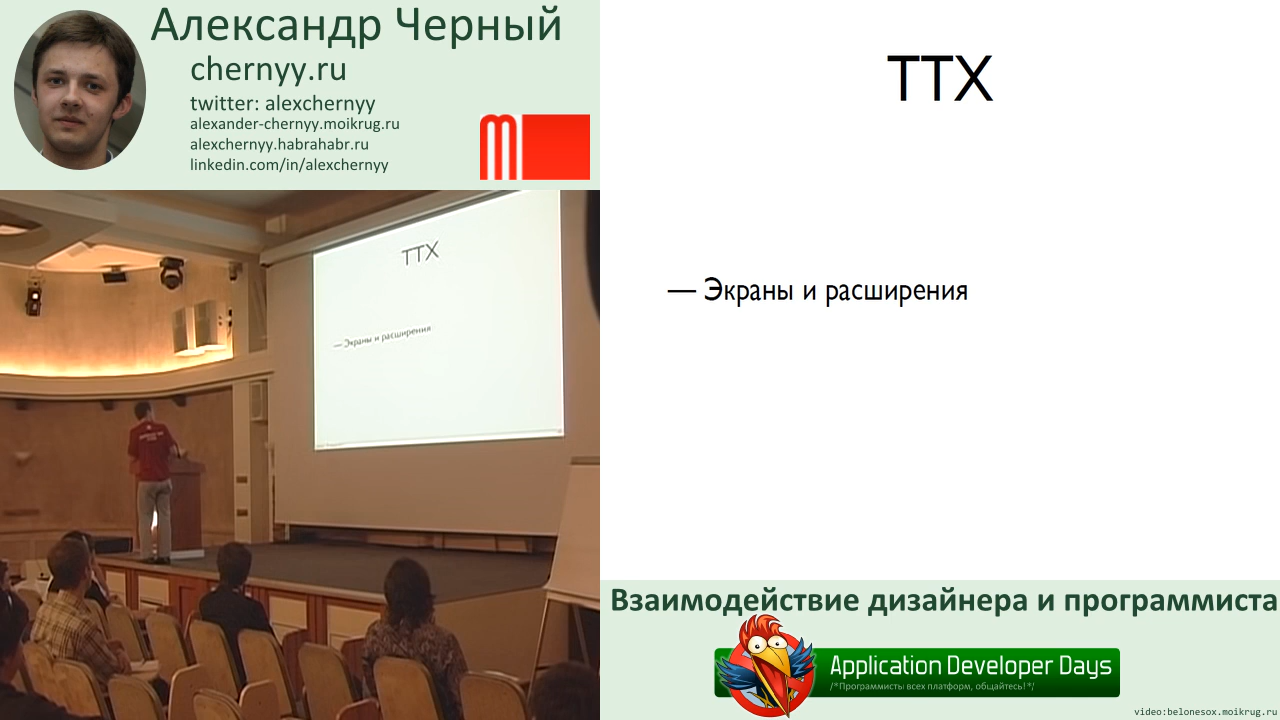 Александр Черный
chernyy.ru
twitter: alexchernyy
alexander-chernyy.moikrug.ru
alexchernyy.habrahabr.ru
linkedin.com/in/alexchernyy
ТТХ
— Экраны и расширения
ТТХ
— Экраны и расширения
Взаимодействие дизайнера и программиста
Application Developer Days
/*Программисты всех платформ, общайтесь!*/
video:belonesox.moikrug.ru